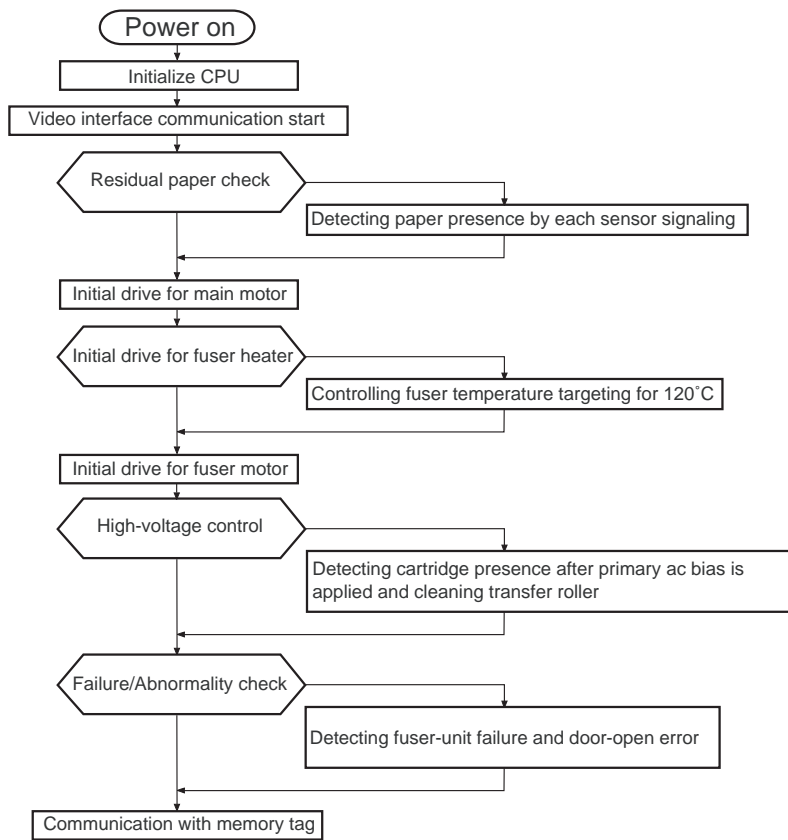 Power on
Initialize CPU
Video interface communication start
Residual paper check
Detecting paper presence by each sensor signaling
Initial drive for main motor
Initial drive for fuser heater
Controlling fuser temperature targeting for 120˚C
Initial drive for fuser motor
High-voltage control
Detecting cartridge presence after primary ac bias is
applied and cleaning transfer roller
Failure/Abnormality check
Detecting fuser-unit failure and door-open error
Communication with memory tag